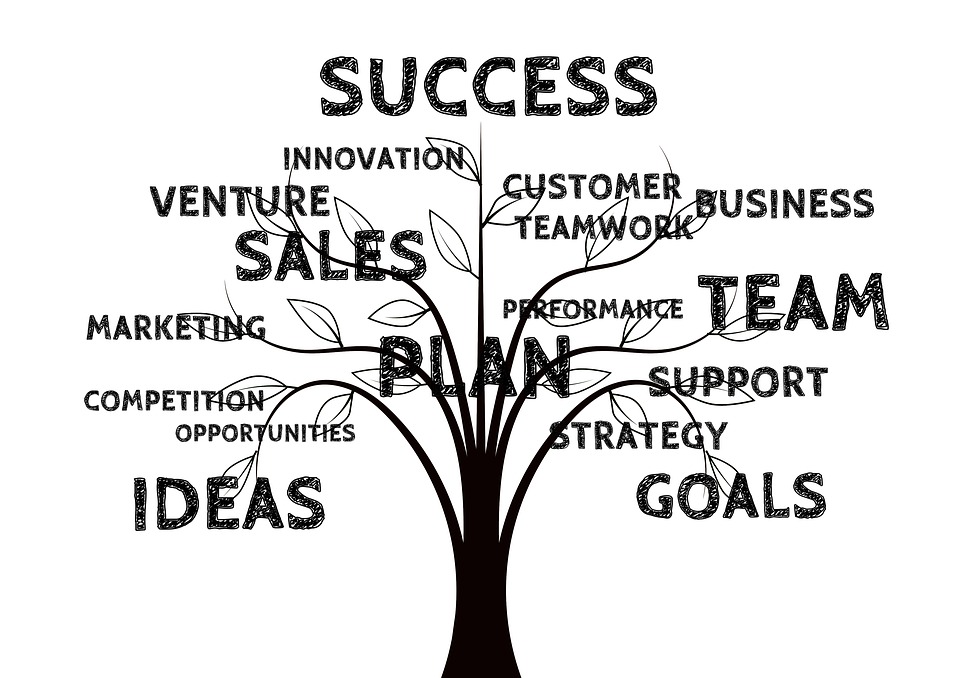 SUCCESS
INNOVATION
CUSTOMER
VENTURE
BUSINESS
TEAMWORK
SALES
TEAM
PERFORMANCE
MARKETING
PLAN
SUPPORT
COMPETITION
OPPORTUNITIES
STRATEGY
IDEAS
GOALS